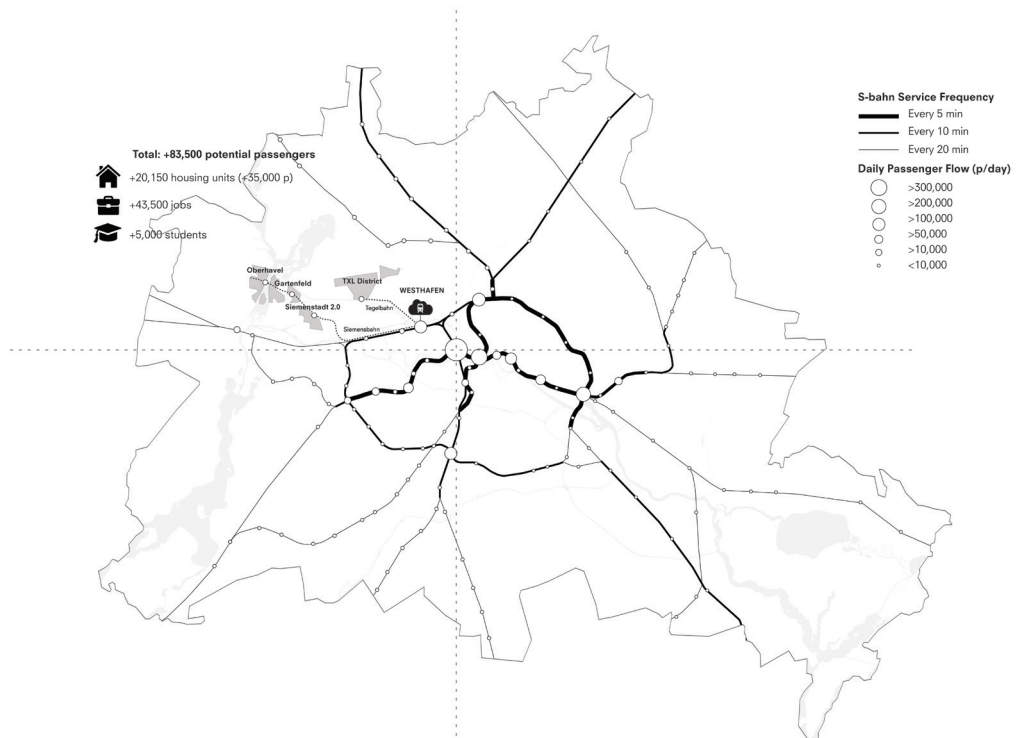 S-bahn Service Frequency
Every 5 min
Every 10 min
Every 20 min
Daily Passenger Flow (p/day)
>300,000
>200,000
>100,000
>50,000
>10,000
<10,000
Total: +83,500 potential passengers
+20,150 housing units (+35,000 p)
+43,500 jobs
+5,000 students
Oberhavel
Gartenfeld
Siemenstadt 2.0
TXL District
Tegelbahn
WESTHAFEN
Siemensbahn